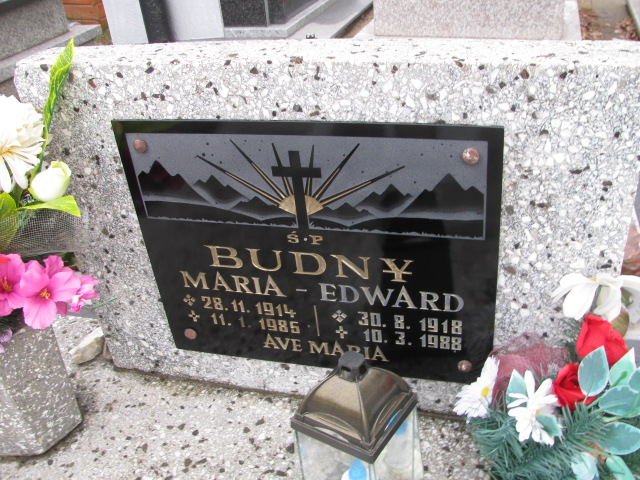 Ś.P
BUDNY
MARIA - EDWARD
28.11.1914 30.8.1918
11.1.1985 10.3.1988
AVE MARIA